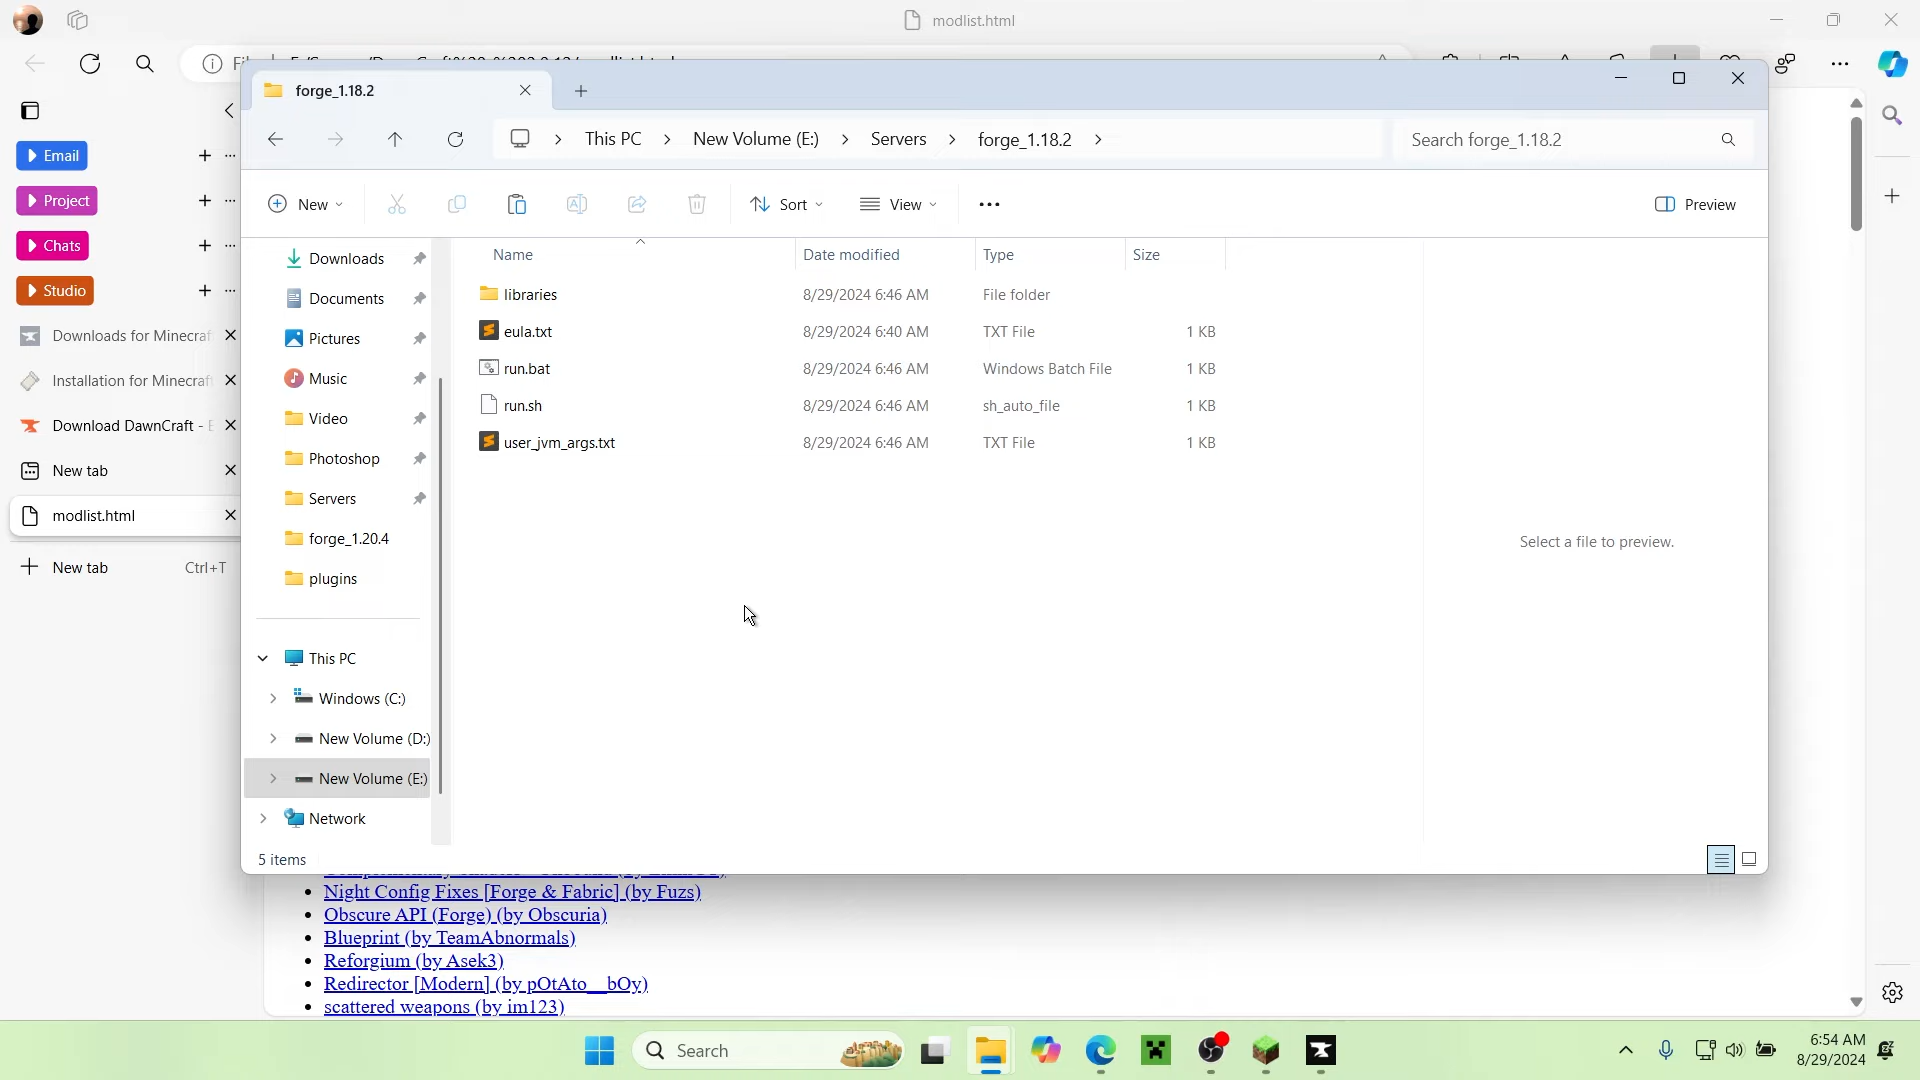 modlist.html
forge_1.18.2
This PC
New Volume (E:)
Servers
forge_1.18.2
Search forge_1.18.2
New
Sort
View
Preview
Email
Project
Chats
Studio
Downloads for Minecraf
Installation for Minecraf
Download DawnCraft - E
New tab
modlist.html
New tab
Ctrl+T
Downloads
Documents
Pictures
Music
Video
Photoshop
Servers
forge_1.20.4
plugins
This PC
Windows (C:)
New Volume (D:)
New Volume (E:)
Network
Name Date modified Type Size
libraries 8/29/2024 6:46 AM File folder
eula.txt 8/29/2024 6:40 AM TXT File 1 KB
run.bat 8/29/2024 6:46 AM Windows Batch File 1 KB
run.sh 8/29/2024 6:46 AM sh_auto_file 1 KB
user_jvm_args.txt 8/29/2024 6:46 AM TXT File 1 KB
Select a file to preview.
5 items
Night Config Fixes [Forge & Fabric] (by Fuzs)
Obscure API (Forge) (by Obscuria)
Blueprint (by TeamAbnormals)
Reforgium (by Asek3)
Redirector [Modern] (by pOtAto__bOy)
scattered weapons (by im123)
Search
6:54 AM
8/29/2024